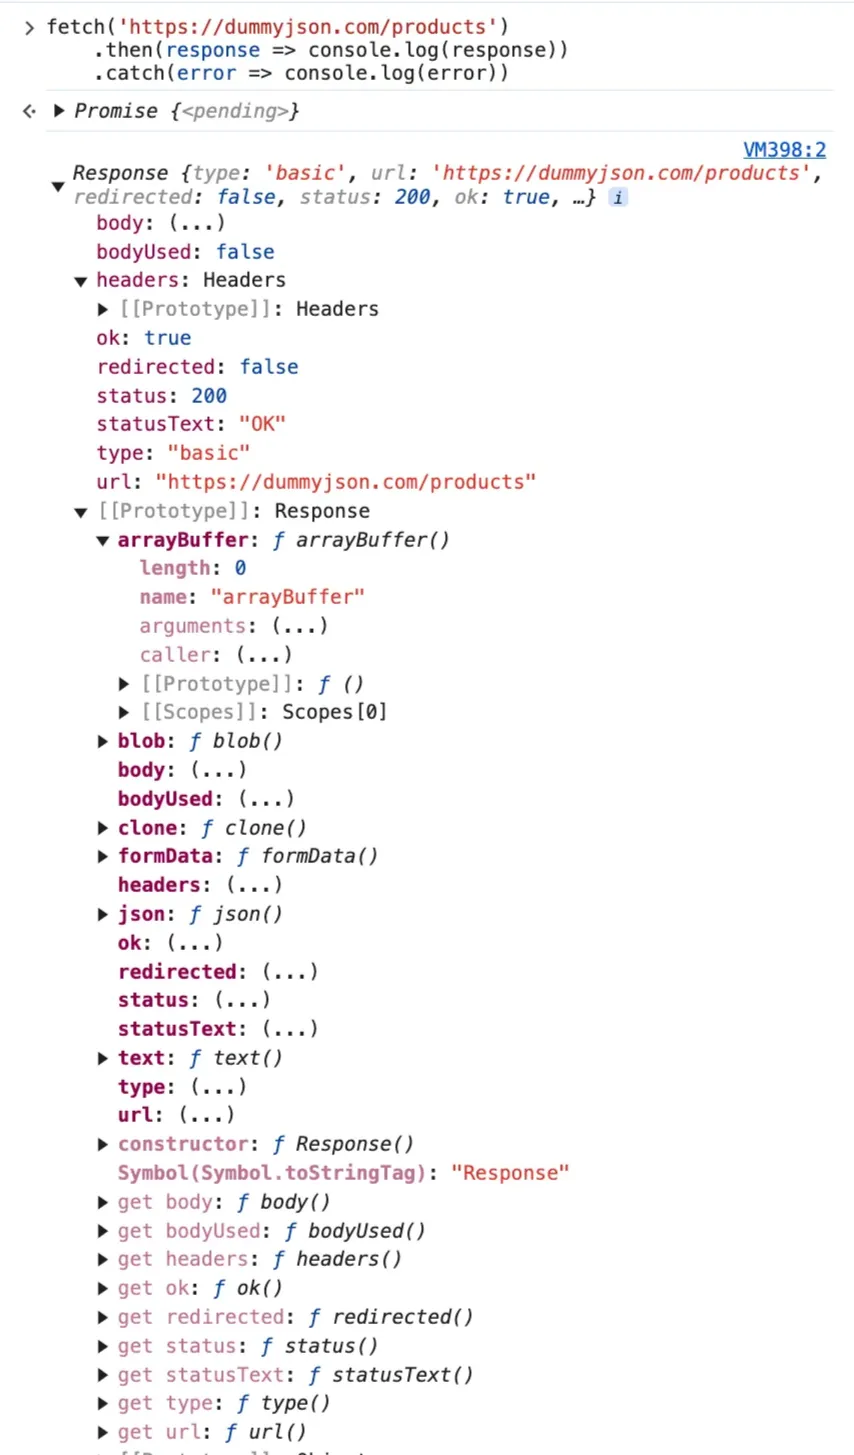 > fetch('https://dummyjson.com/products')
.then(response => console.log(response))
.catch(error => console.log(error))
Promise {<pending>}
VM398:2
Response {type: 'basic', url: 'https://dummyjson.com/products',
redirected: false, status: 200, ok: true, …} i
body: (...)
bodyUsed: false
headers: Headers
[[Prototype]]: Headers
ok: true
redirected: false
status: 200
statusText: "OK"
type: "basic"
url: "https://dummyjson.com/products"
[[Prototype]]: Response
arrayBuffer: ƒ arrayBuffer()
length: 0
name: "arrayBuffer"
arguments: (...)
caller: (...)
[[Prototype]]: ƒ ()
[[Scopes]]: Scopes[0]
blob: ƒ blob()
body: (...)
bodyUsed: (...)
clone: ƒ clone()
formData: ƒ formData()
headers: (...)
json: ƒ json()
ok: (...)
redirected: (...)
status: (...)
statusText: (...)
text: ƒ text()
type: (...)
url: (...)
constructor: ƒ Response()
Symbol(Symbol.toStringTag): "Response"
get body: ƒ body()
get bodyUsed: ƒ bodyUsed()
get headers: ƒ headers()
get ok: ƒ ok()
get redirected: ƒ redirected()
get status: ƒ status()
get statusText: ƒ statusText()
get type: ƒ type()
get url: ƒ url()